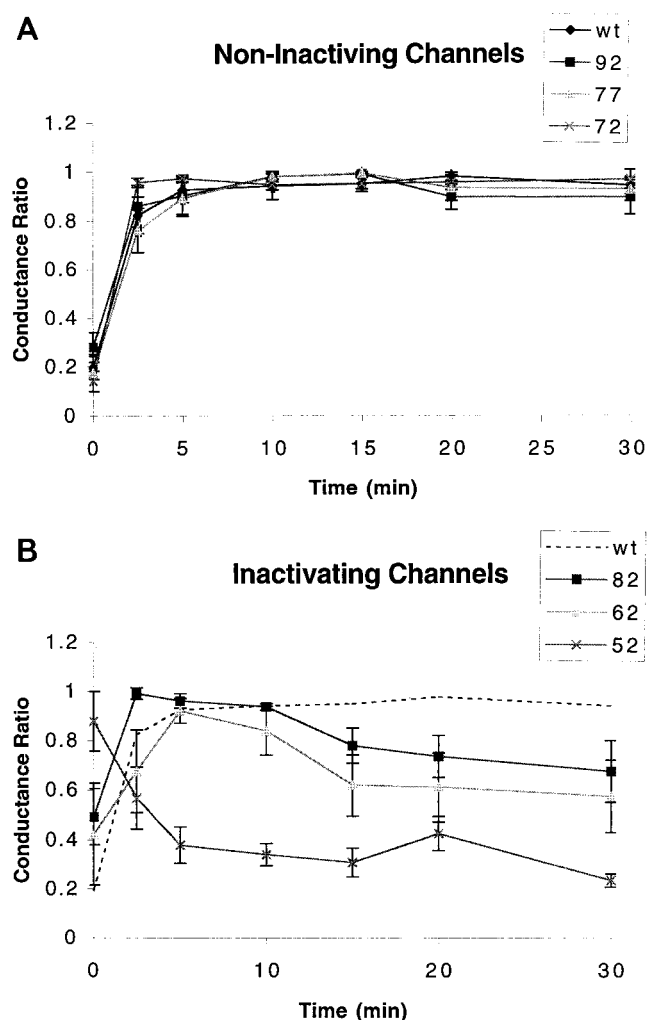 A
Non-Inactiving Channels
wt
92
77
72
Conductance Ratio
1.2
1
0.8
0.6
0.4
0.2
0
0 5 10 15 20 25 30
Time (min)
B
Inactivating Channels
wt
82
62
52
Conductance Ratio
1.2
1
0.8
0.6
0.4
0.2
0
0 10 20 30
Time (min)